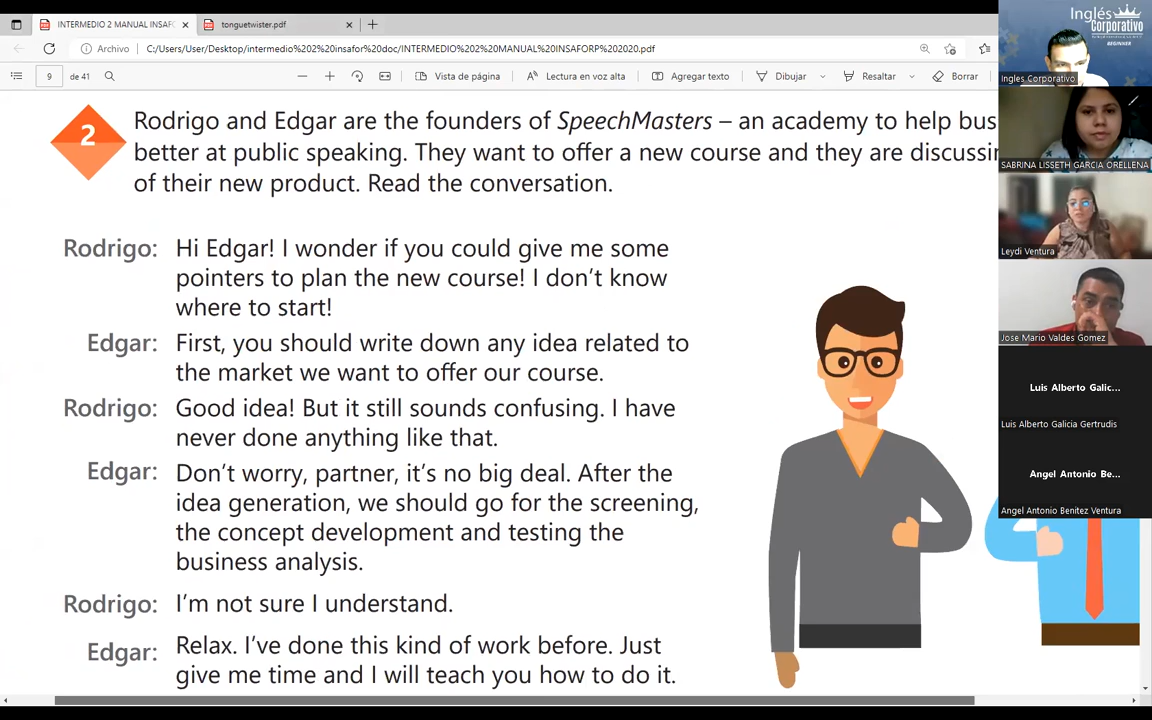 INTERMEDIO 2 MANUAL INSAFO
tonguetwister.pdf
Archivo C:/Users/User/Desktop/intermedio%202%20insafor%20doc/INTERMEDIO%202%20MANUAL%20INSAFORP%202020.pdf
9 de 41 Vista de página Lectura en voz alta Agregar texto Dibujar Resaltar Borrar
2
Rodrigo and Edgar are the founders of SpeechMasters – an academy to help bus
better at public speaking. They want to offer a new course and they are discussin
of their new product. Read the conversation.
Rodrigo: Hi Edgar! I wonder if you could give me some
pointers to plan the new course! I don't know
where to start!
Edgar: First, you should write down any idea related to
the market we want to offer our course.
Rodrigo: Good idea! But it still sounds confusing. I have
never done anything like that.
Edgar: Don't worry, partner, it's no big deal. After the
idea generation, we should go for the screening,
the concept development and testing the
business analysis.
Rodrigo: I'm not sure I understand.
Edgar: Relax. I've done this kind of work before. Just
give me time and I will teach you how to do it.
Inglés
Corporativo
BEGINNER
Ingles Corporativo
SABRINA LISSETH GARCIA ORELLENA
Leydi Ventura
Jose Mario Valdes Gomez
Luis Alberto Galic...
Luis Alberto Galicia Gertrudis
Angel Antonio Be...
Angel Antonio Benitez Ventura